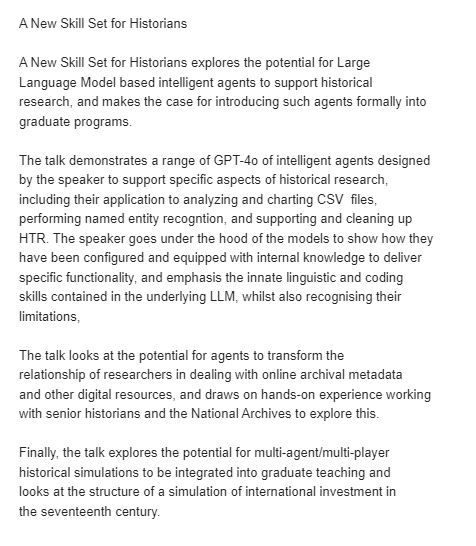 A New Skill Set for Historians
A New Skill Set for Historians explores the potential for Large
Language Model based intelligent agents to support historical
research, and makes the case for introducing such agents formally into
graduate programs.
The talk demonstrates a range of GPT-4o of intelligent agents designed
by the speaker to support specific aspects of historical research,
including their application to analyzing and charting CSV files,
performing named entity recogntion, and supporting and cleaning up
HTR. The speaker goes under the hood of the models to show how they
have been configured and equipped with internal knowledge to deliver
specific functionality, and emphasis the innate linguistic and coding
skills contained in the underlying LLM, whilst also recognising their
limitations,
The talk looks at the potential for agents to transform the
relationship of researchers in dealing with online archival metadata
and other digital resources, and draws on hands-on experience working
with senior historians and the National Archives to explore this.
Finally, the talk explores the potential for multi-agent/multi-player
historical simulations to be integrated into graduate teaching and
looks at the structure of a simulation of international investment in
the seventeenth century.